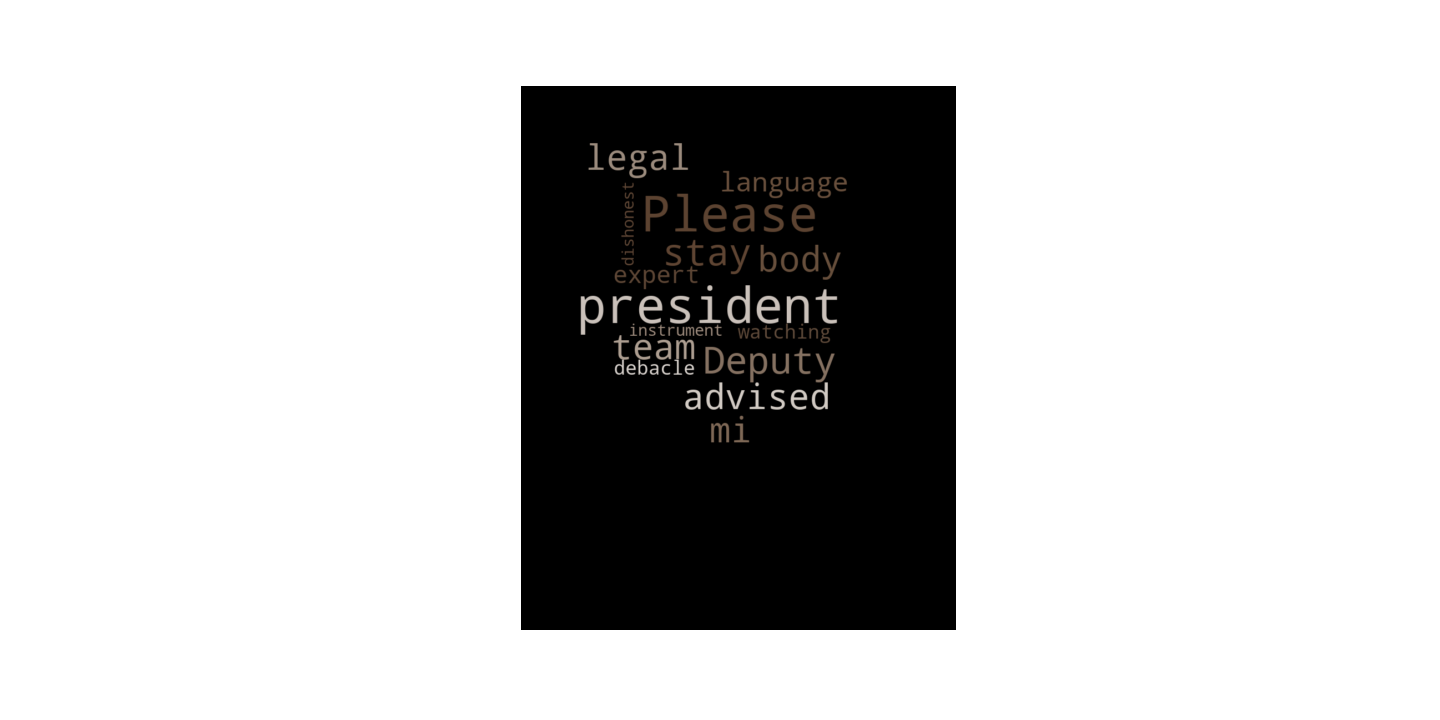 legal
language
dishonest
Please
stay
body
expert
president
instrument
watching
team
Deputy
debacle
advised
mi